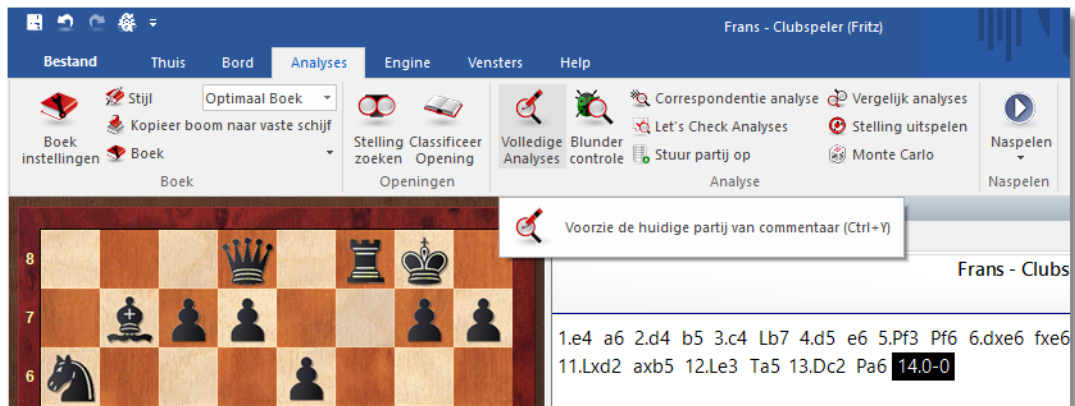 Frans - Clubspeler (Fritz)
Bestand Thuis Bord Analyses Engine Vensters Help
Stijl Optimaal Boek
Kopieer boom naar vaste schijf
Boek instellingen
Boek
Boek
Stelling zoeken
Classificeer Opening
Openingen
Volledige Analyses
Blunder controle
Correspondentie analyse
Let's Check Analyses
Stuur partij op
Vergelijk analyses
Stelling uitspelen
Monte Carlo
Analyse
Naspelen
Naspelen
Voorzie de huidige partij van commentaar (Ctrl+Y)
8
7
6
Frans - Clubs
1.e4 a6 2.d4 b5 3.c4 Lb7 4.d5 e6 5.Pf3 Pf6 6.dxe6 fxe6
11.Lxd2 axb5 12.Le3 Ta5 13.Dc2 Pa6 14.0-0